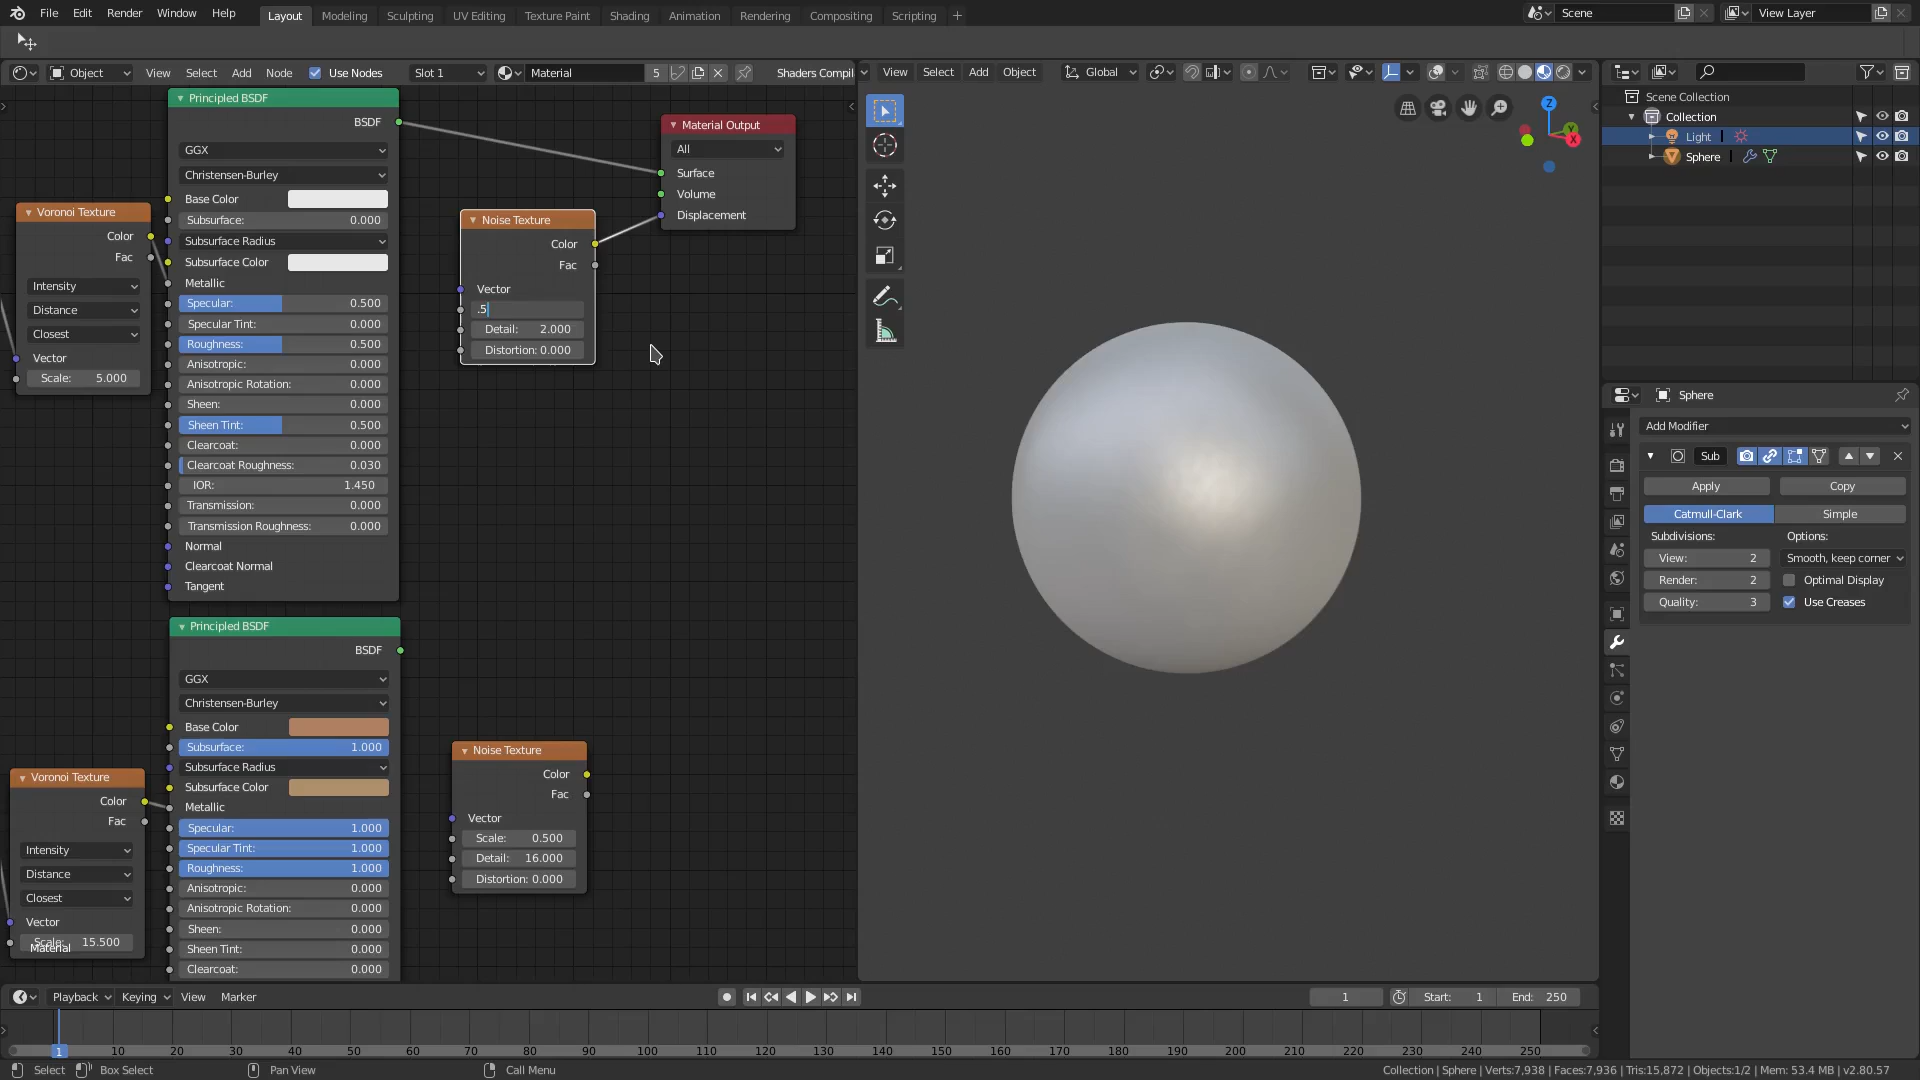 File Edit Render Window Help Layout Modeling Sculpting UV Editing Texture Paint Shading Animation Rendering Compositing Scripting + Scene View Layer
Object View Select Add Node Use Nodes Slot 1 Material 5 Shaders Compil
View Select Add Object Global
Principled BSDF
BSDF
GGX
Christensen-Burley
Base Color
Subsurface: 0.000
Subsurface Radius
Subsurface Color
Metallic
Specular: 0.500
Specular Tint: 0.000
Roughness: 0.500
Anisotropic: 0.000
Anisotropic Rotation: 0.000
Sheen: 0.000
Sheen Tint: 0.500
Clearcoat: 0.000
Clearcoat Roughness: 0.030
IOR: 1.450
Transmission: 0.000
Transmission Roughness: 0.000
Normal
Clearcoat Normal
Tangent
Voronoi Texture
Color
Fac
Intensity
Distance
Closest
Vector
Scale: 5.000
Noise Texture
Color
Fac
Vector
.5
Detail: 2.000
Distortion: 0.000
Material Output
All
Surface
Volume
Displacement
Principled BSDF
BSDF
GGX
Christensen-Burley
Base Color
Subsurface: 1.000
Subsurface Radius
Subsurface Color
Metallic
Specular: 1.000
Specular Tint: 1.000
Roughness: 1.000
Anisotropic: 0.000
Anisotropic Rotation: 0.000
Sheen: 0.000
Sheen Tint: 0.000
Clearcoat: 0.000
Voronoi Texture
Color
Fac
Intensity
Distance
Closest
Vector
Scale: 15.500
Material
Noise Texture
Color
Fac
Vector
Scale: 0.500
Detail: 16.000
Distortion: 0.000
Z
Y
X
Scene Collection
Collection
Light
Sphere
Sphere
Add Modifier
Sub
Apply Copy
Catmull-Clark Simple
Subdivisions: Options:
View: 2 Smooth, keep corner
Render: 2 Optimal Display
Quality: 3 Use Creases
Playback Keying View Marker 1 Start: 1 End: 250
1 10 20 30 40 50 60 70 80 90 100 110 120 130 140 150 160 170 180 190 200 210 220 230 240 250
Select Box Select Pan View Call Menu Collection | Sphere | Verts:7,938 | Faces:7,936 | Tris:15,872 | Objects:1/2 | Mem: 53.4 MB | v2.80.57